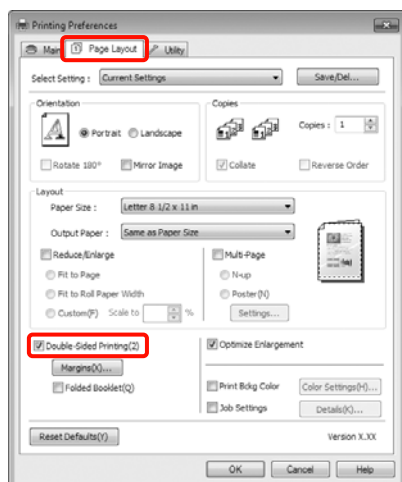 Printing Preferences
Main Page Layout Utility
Select Setting : Current Settings Save/Del...
Orientation
Portrait Landscape
Rotate 180° Mirror Image
Copies
Copies : 1
Collate Reverse Order
Layout
Paper Size : Letter 8 1/2 x 11 in
Output Paper : Same as Paper Size
Reduce/Enlarge
Fit to Page
Fit to Roll Paper Width
Custom(F) Scale to %
Multi-Page
N-up
Poster(N)
Settings...
Double-Sided Printing(2)
Margins(X)...
Folded Booklet(Q)
Optimize Enlargement
Print Bckg Color Color Settings(H)...
Job Settings Details(K)...
Reset Defaults(Y) Version X.XX
OK Cancel Help